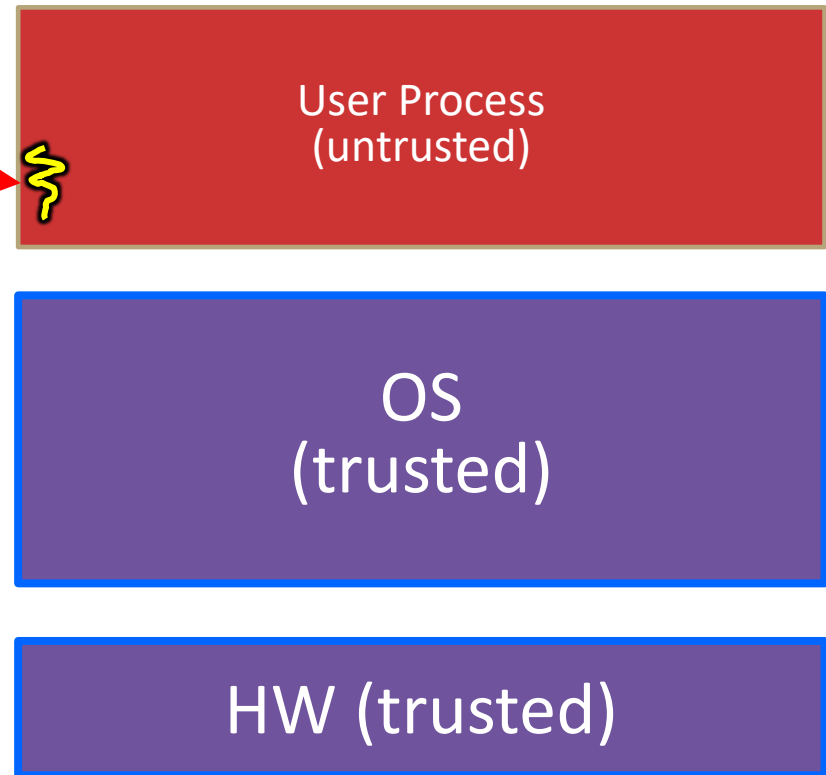 User Process
(untrusted)
OS
(trusted)
HW (trusted)